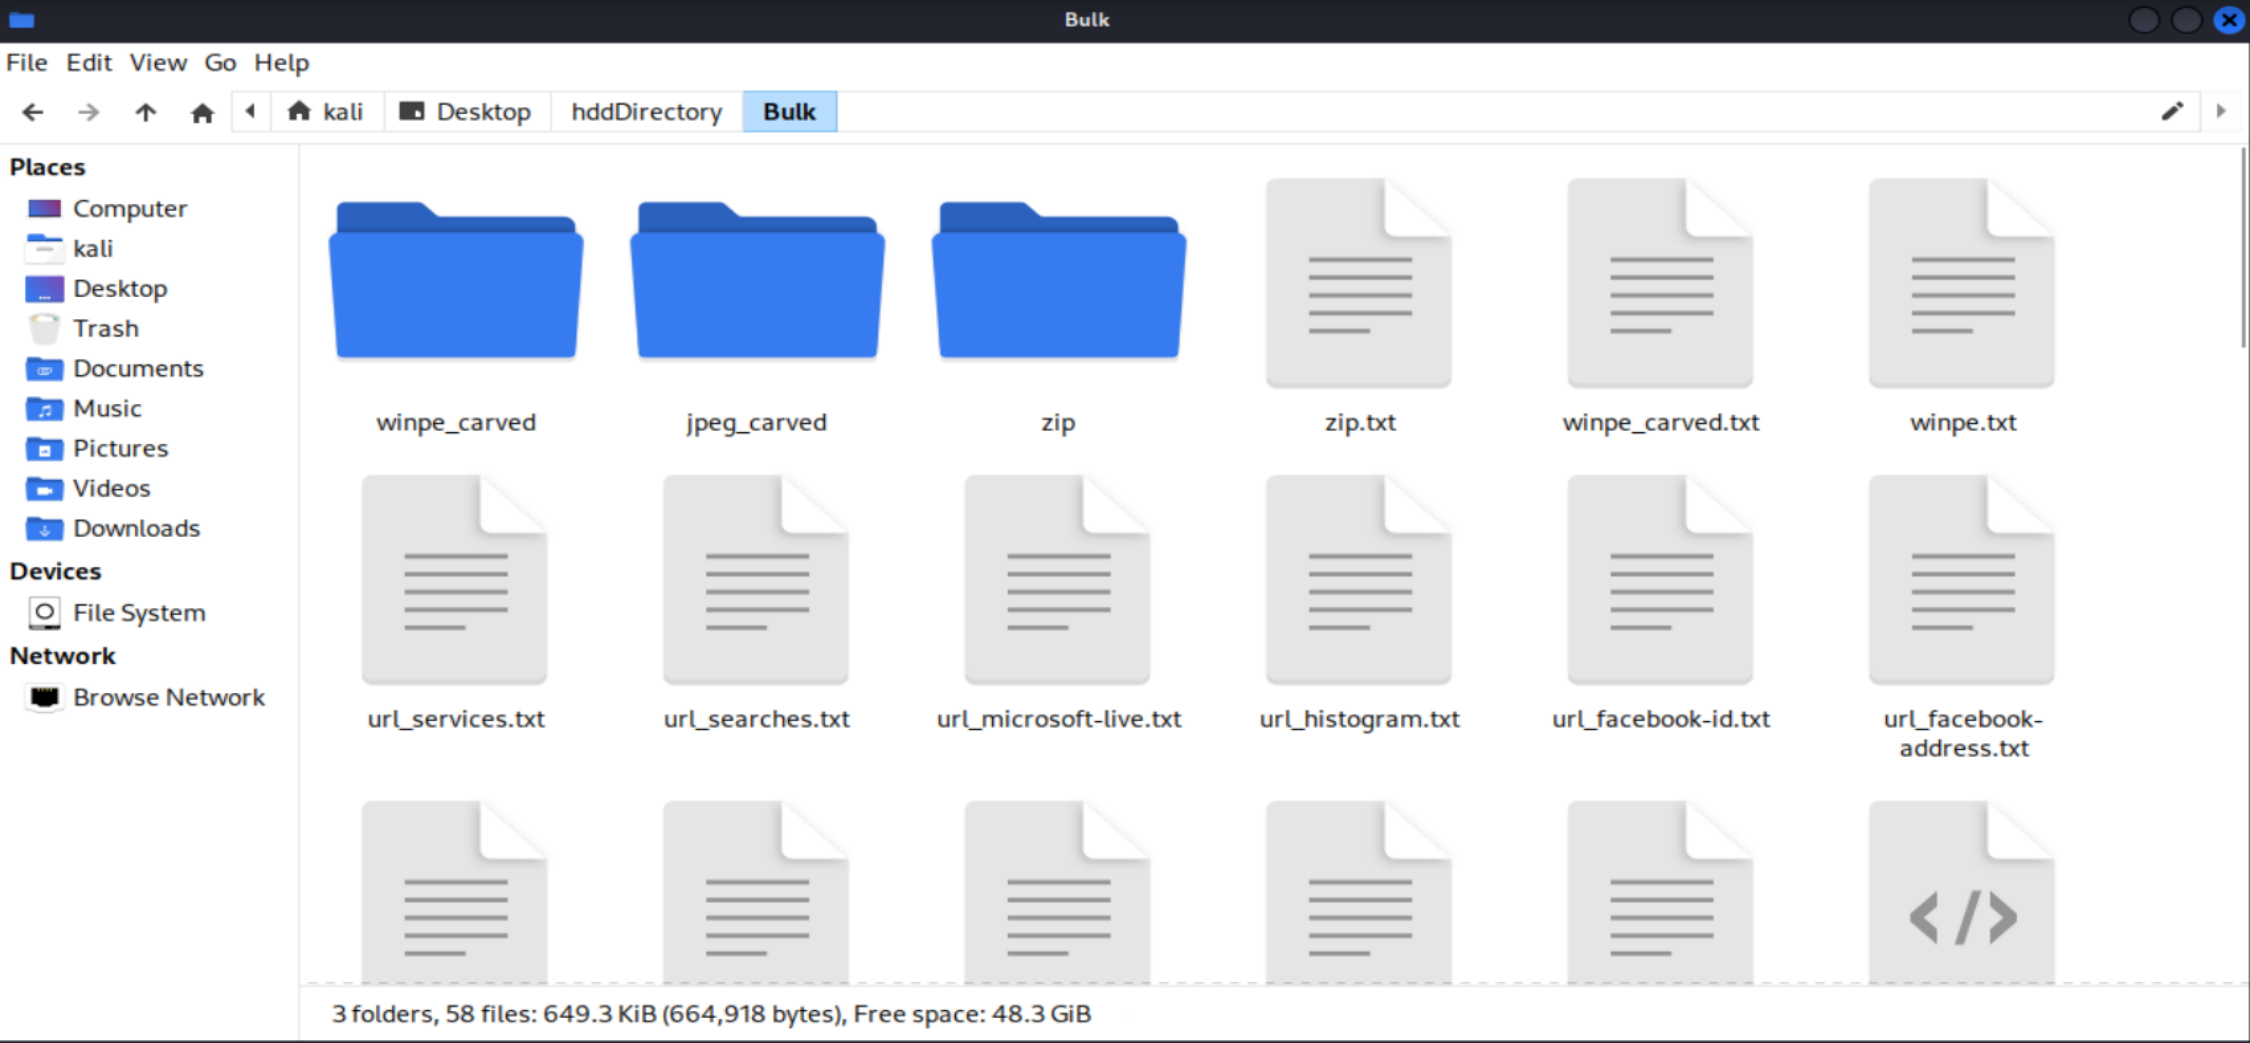 Bulk
File Edit View Go Help
kali Desktop hddDirectory Bulk
Places
Computer
kali
Desktop
Trash
Documents
Music
Pictures
Videos
Downloads
Devices
File System
Network
Browse Network
winpe_carved jpeg_carved zip zip.txt winpe_carved.txt winpe.txt
url_services.txt url_searches.txt url_microsoft-live.txt url_histogram.txt url_facebook-id.txt url_facebook-
address.txt
3 folders, 58 files: 649.3 KiB (664,918 bytes), Free space: 48.3 GiB